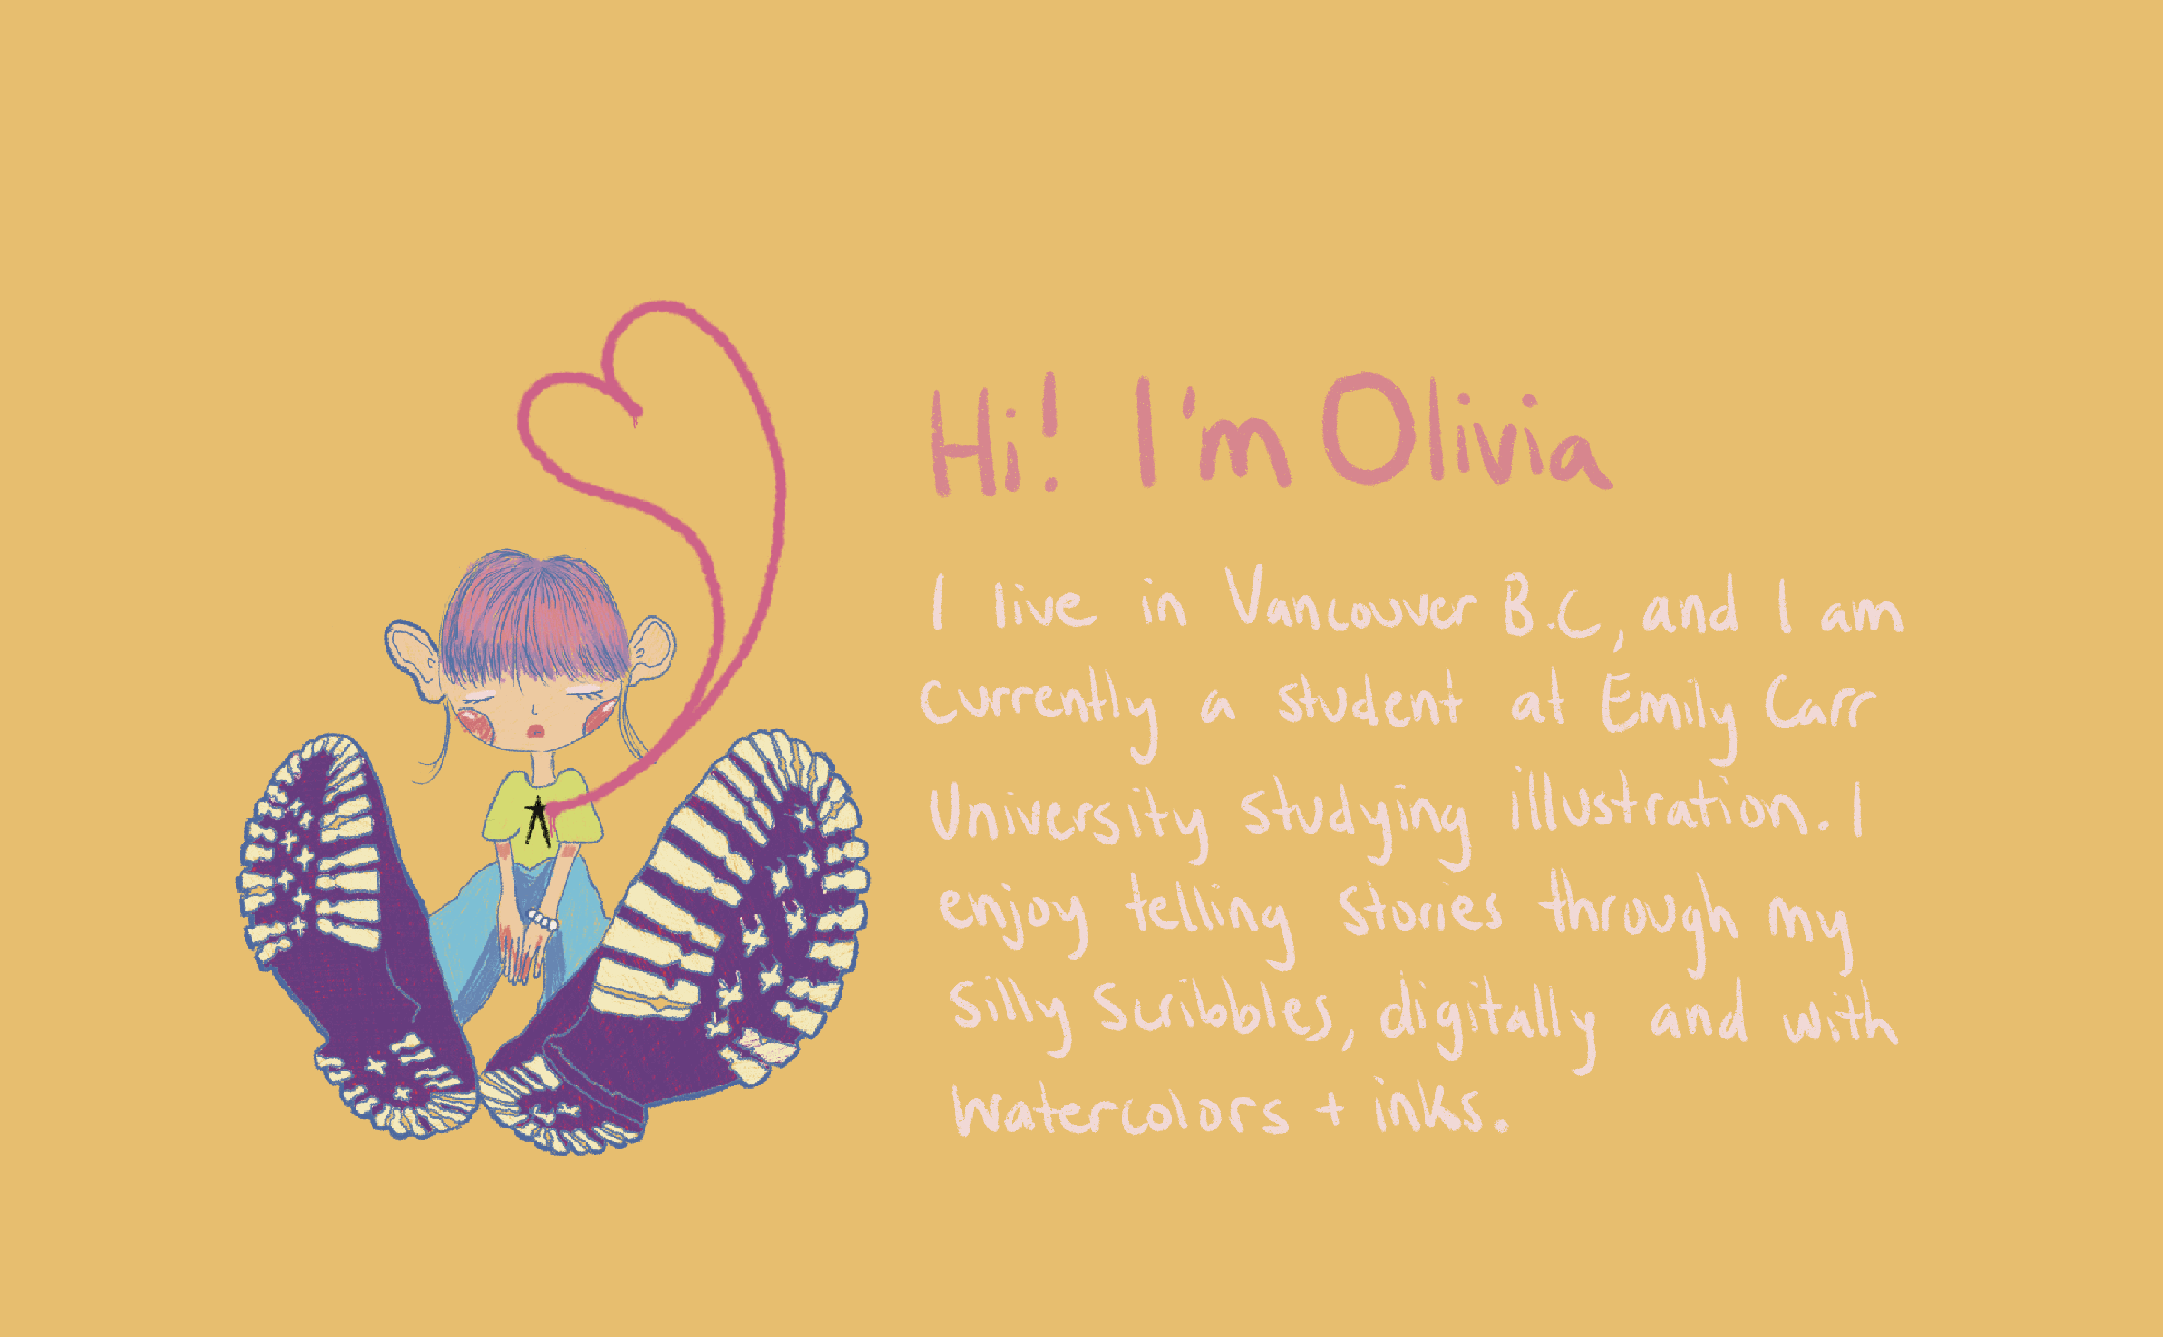 Hi! I'm Olivia
I live in Vancouver B.C, and I am
currently a student at Emily Carr
University studying illustration. I
enjoy telling stories through my
silly scribbles, digitally and with
watercolors + inks.